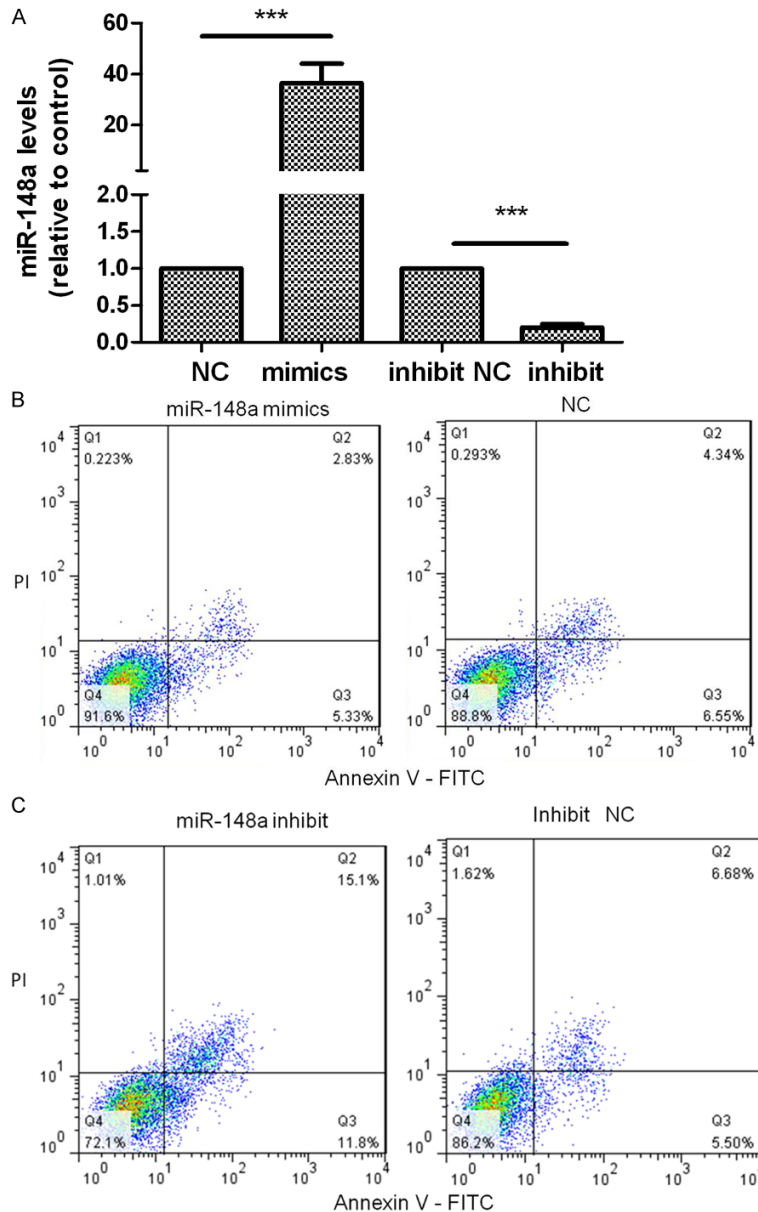 A
miR-148a levels
(relative to control)
60
40
20
2.0
1.5
1.0
0.5
0.0
***
***
NC mimics inhibit NC inhibit
B
miR-148a mimics
NC
PI
10^4
10^3
10^2
10^1
10^0
Q1
0.223%
Q2
2.83%
Q4
91.6%
Q3
5.33%
10^0 10^1 10^2 10^3 10^4
10^4
10^3
10^2
10^1
10^0
Q1
0.293%
Q2
4.34%
Q4
88.8%
Q3
6.55%
10^0 10^1 10^2 10^3 10^4
Annexin V - FITC
C
miR-148a inhibit
Inhibit NC
PI
10^4
10^3
10^2
10^1
10^0
Q1
1.01%
Q2
15.1%
Q4
72.1%
Q3
11.8%
10^0 10^1 10^2 10^3 10^4
10^4
10^3
10^2
10^1
10^0
Q1
1.62%
Q2
6.68%
Q4
86.2%
Q3
5.50%
10^0 10^1 10^2 10^3 10^4
Annexin V - FITC